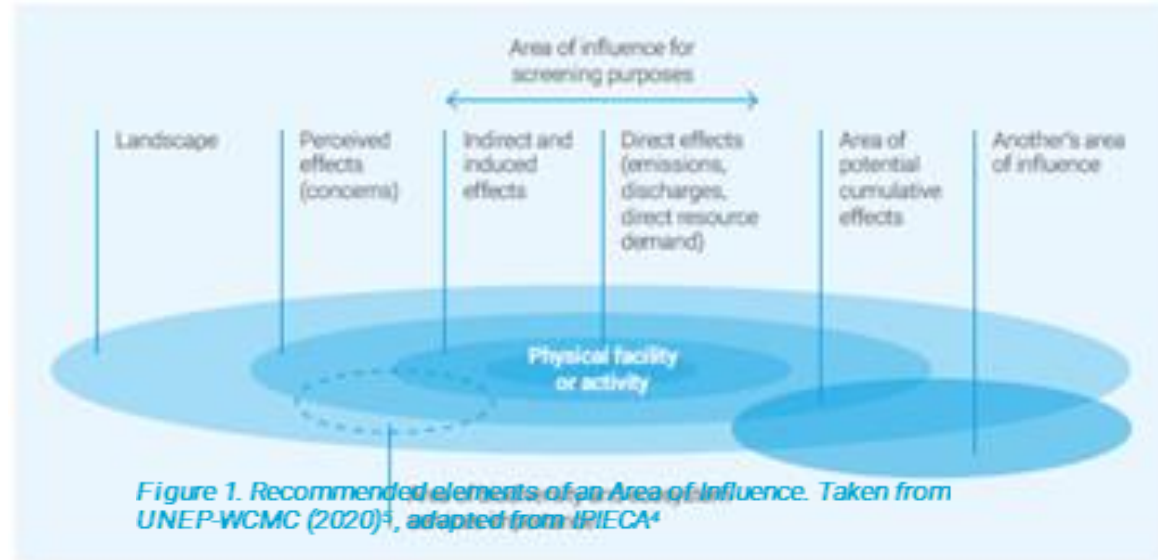 Area of influence for
screening purposes
Landscape
Perceived
effects
(concerns)
Indirect and
induced
effects
Direct effects
(emissions,
discharges,
direct resource
demand)
Area of
potential
cumulative
effects
Another's area
of influence
Physical facility
or activity
Figure 1. Recommended elements of an Area of Influence. Taken from
UNEP-WCMC (2020)⁵, adapted from IPIECA⁴